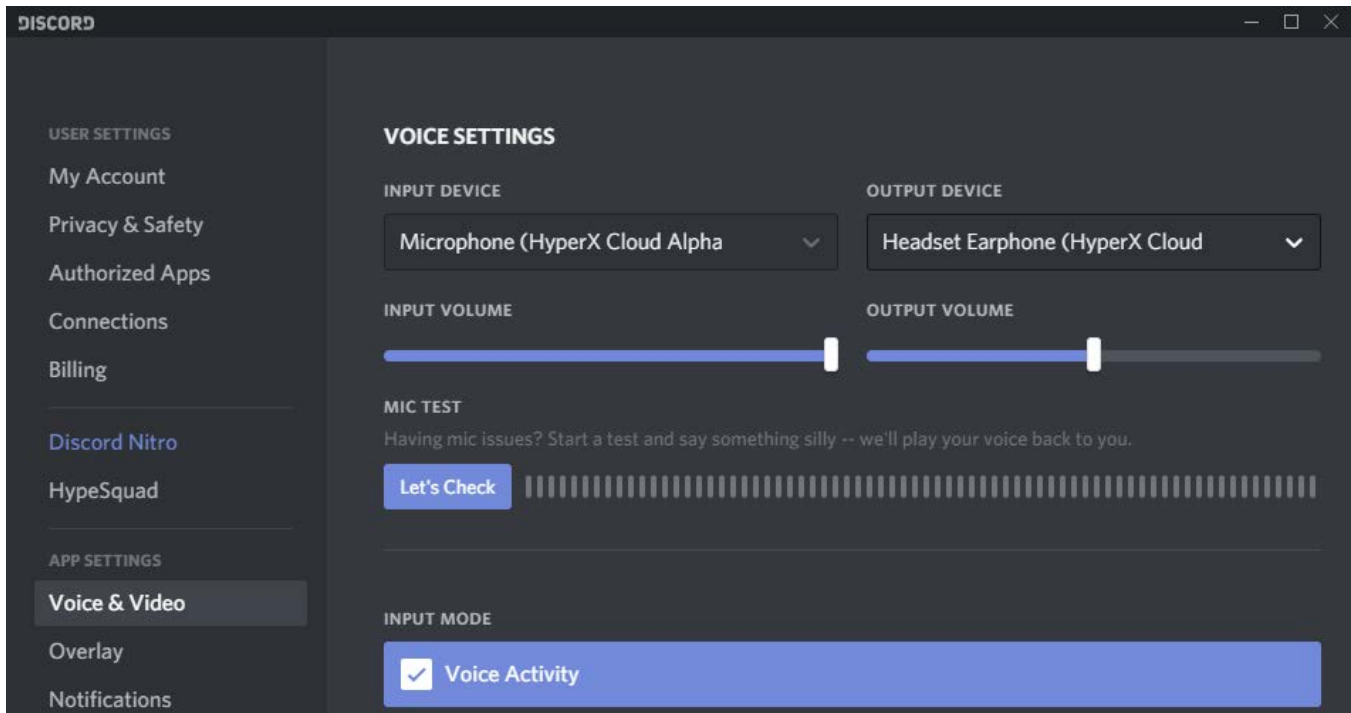 DISCORD
USER SETTINGS
My Account
Privacy & Safety
Authorized Apps
Connections
Billing
Discord Nitro
HypeSquad
APP SETTINGS
Voice & Video
Overlay
Notifications
VOICE SETTINGS
INPUT DEVICE
Microphone (HyperX Cloud Alpha
OUTPUT DEVICE
Headset Earphone (HyperX Cloud
INPUT VOLUME
OUTPUT VOLUME
MIC TEST
Having mic issues? Start a test and say something silly -- we'll play your voice back to you.
Let's Check
INPUT MODE
Voice Activity